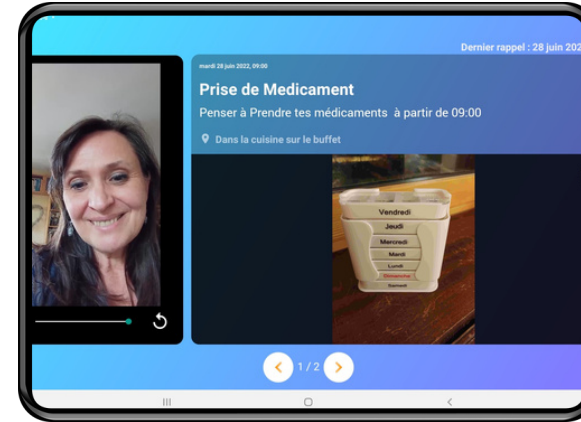 Dernier rappel : 28 juin 202
mardi 28 juin 2022, 09:00
Prise de Medicament
Penser à Prendre tes médicaments à partir de 09:00
Dans la cuisine sur le buffet
Vendredi
Jeudi
Mercredi
Mardi
Lundi
Dimanche
Samedi
1 / 2